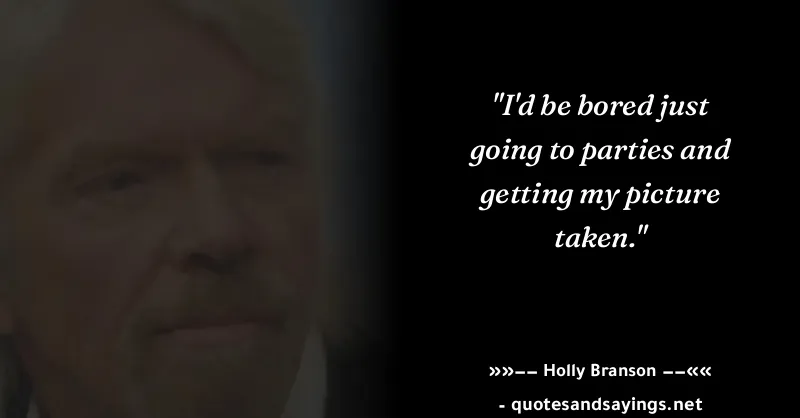 "I'd be bored just
going to parties and
getting my picture
taken."
»»–– Holly Branson ––««
- quotesandsayings.net